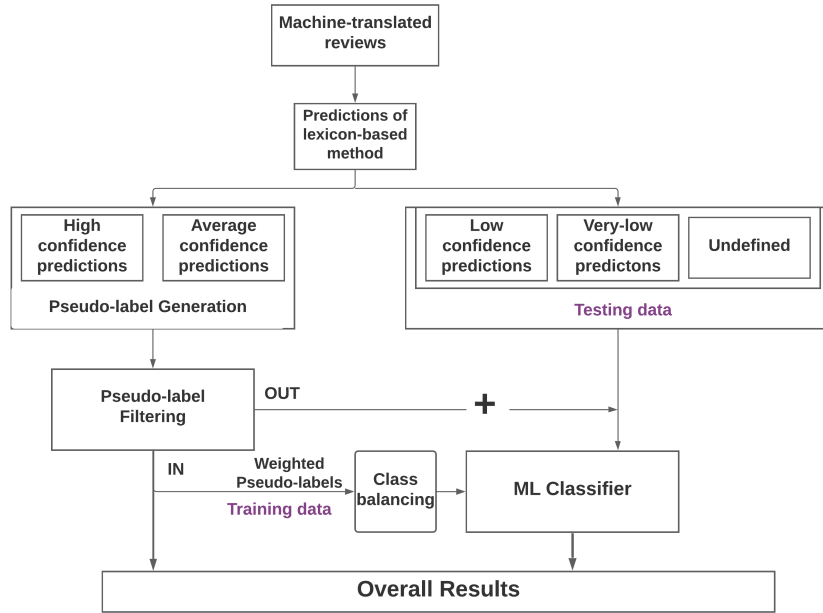 Machine-translated
reviews
Predictions of
lexicon-based
method
High
confidence
predictions
Average
confidence
predictions
Pseudo-label Generation
Low
confidence
predictions
Very-low
confidence
predictons
Undefined
Testing data
Pseudo-label
Filtering
OUT
+
IN
Weighted
Pseudo-labels
Training data
Class
balancing
ML Classifier
Overall Results